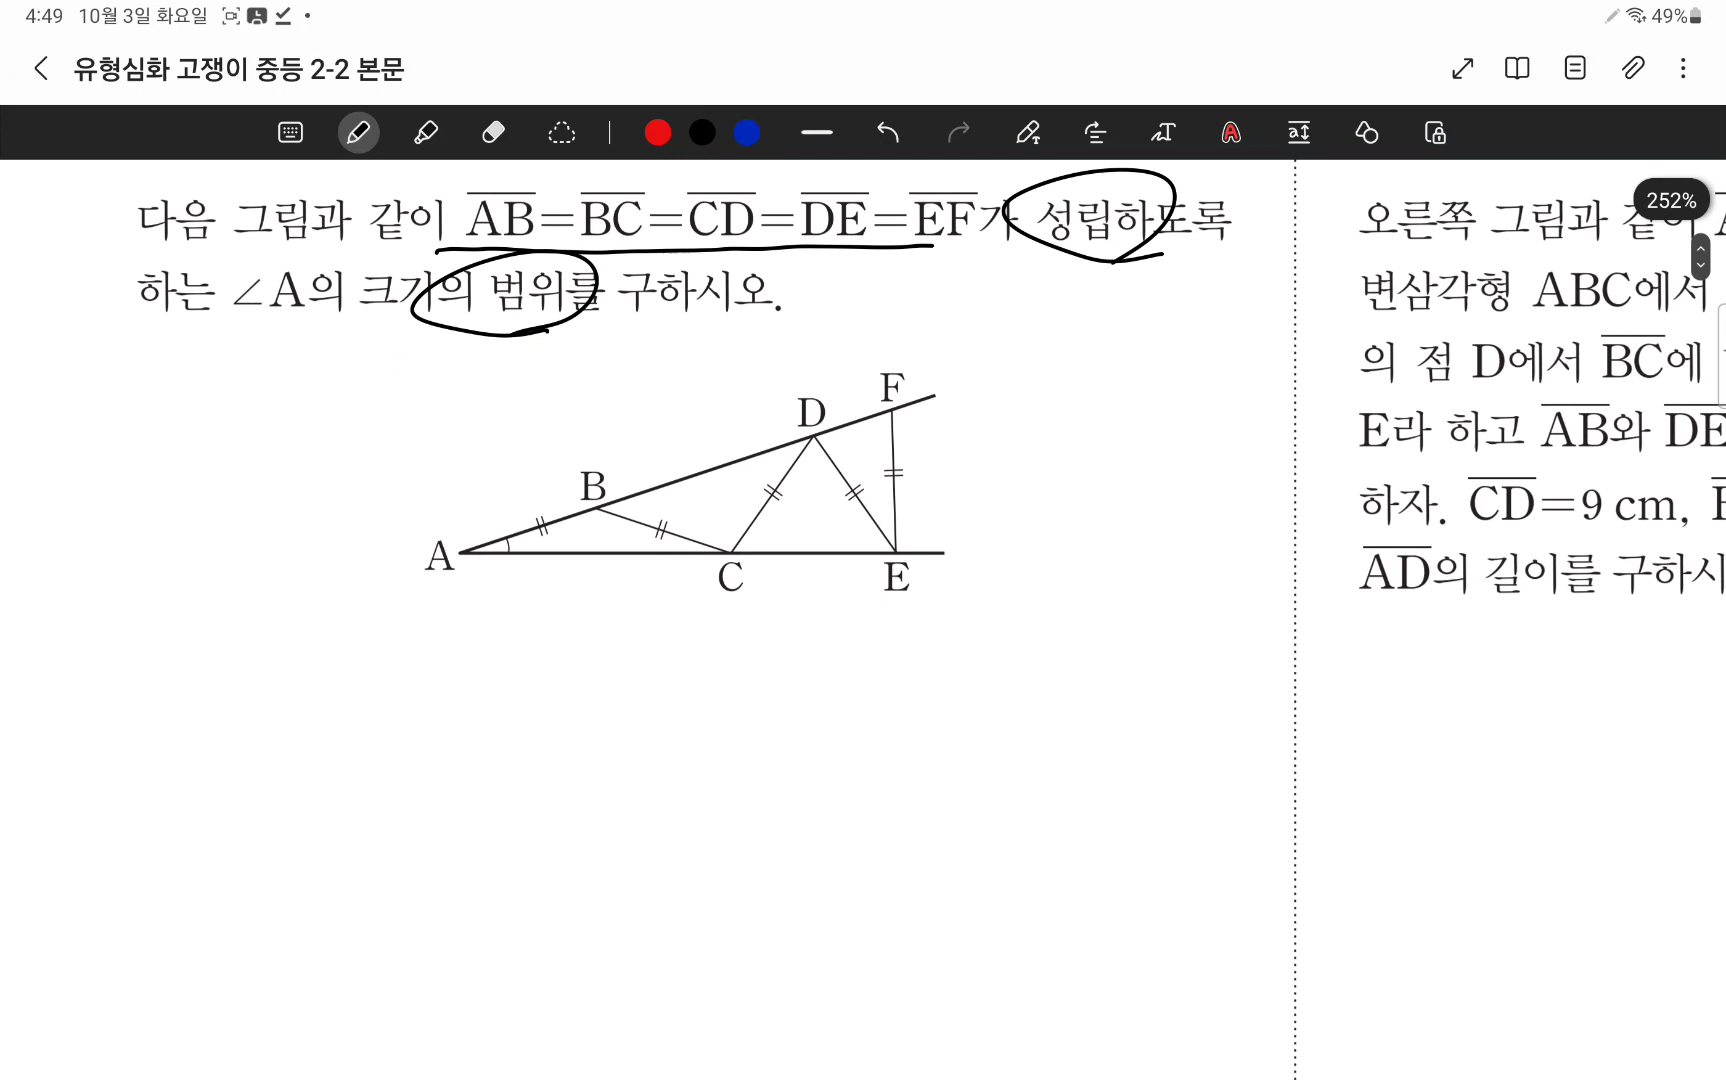 4:49 10월 3일 화요일
49%
유형심화 고쟁이 중등 2-2 본문
252%
다음 그림과 같이 AB=BC=CD=DE=EF가 성립하도록
하는 ∠A의 크기의 범위를 구하시오.
F
D
B
A
C
E
오른쪽 그림과 같이
변삼각형 ABC에서
의 점 D에서 BC에
E라 하고 AB와 DE
하자. CD=9 cm,
AD의 길이를 구하시